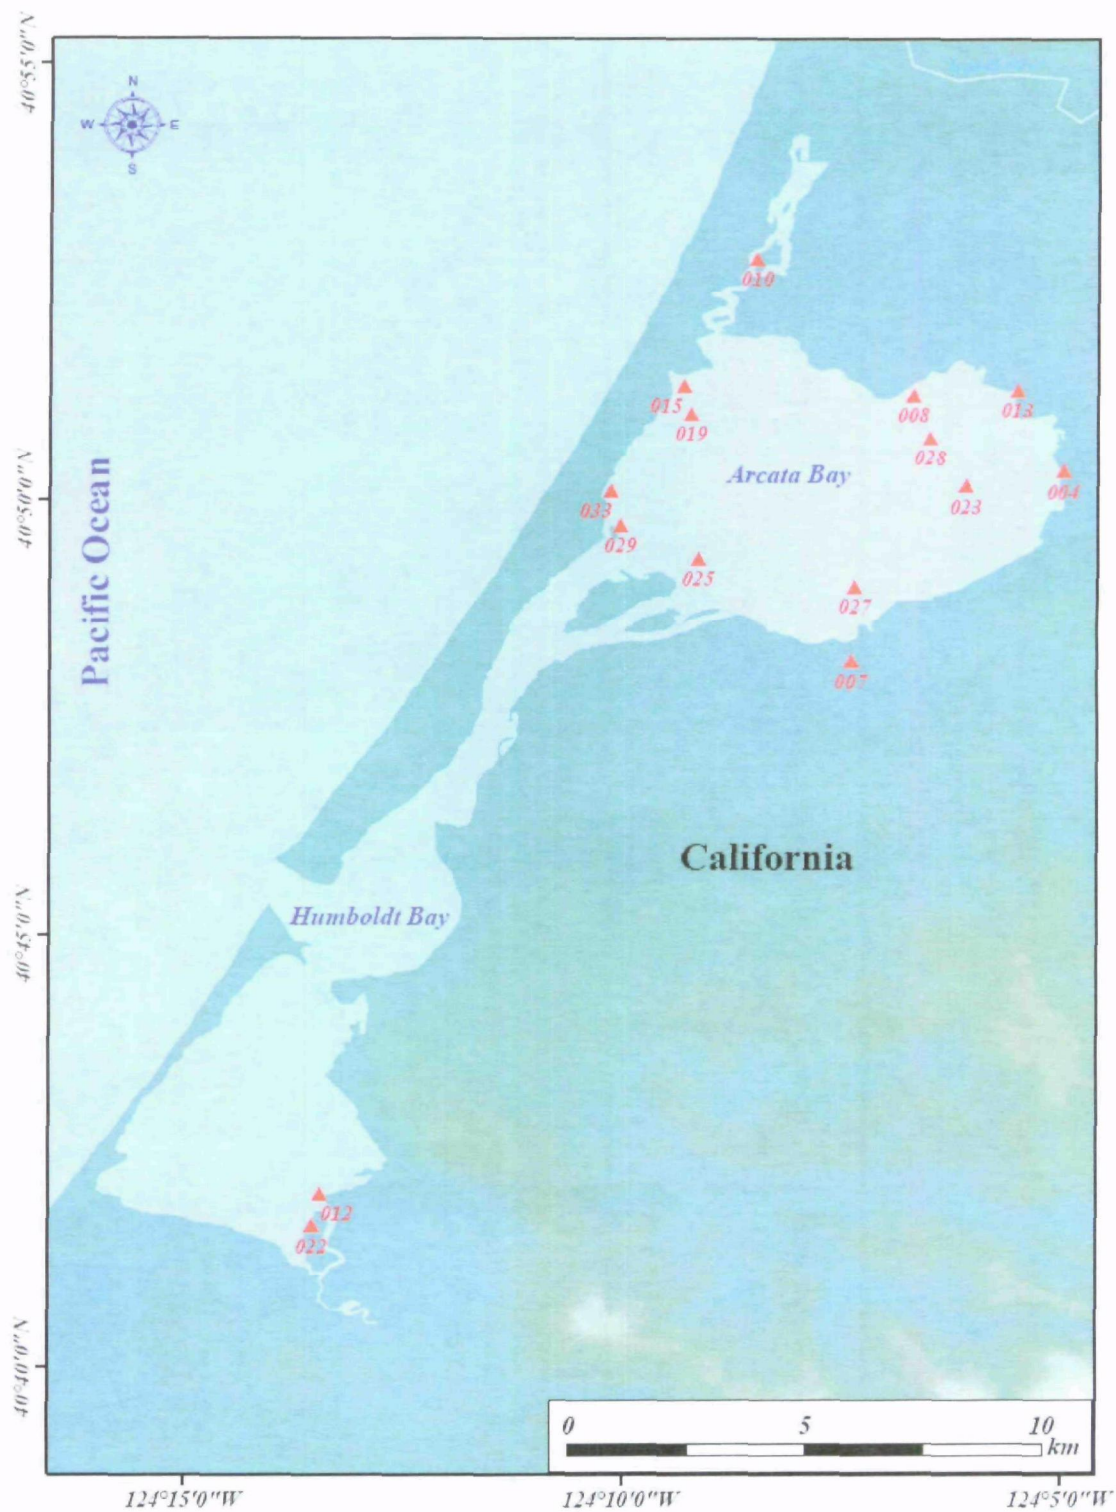 40°55'0"N
N
W
E
S
010
015
019
008
013
028
004
023
Arcata Bay
033
029
025
027
007
40°50'0"N
Pacific Ocean
California
Humboldt Bay
40°45'0"N
012
022
40°40'0"N
0 5 10
km
124°15'0"W 124°10'0"W 124°5'0"W